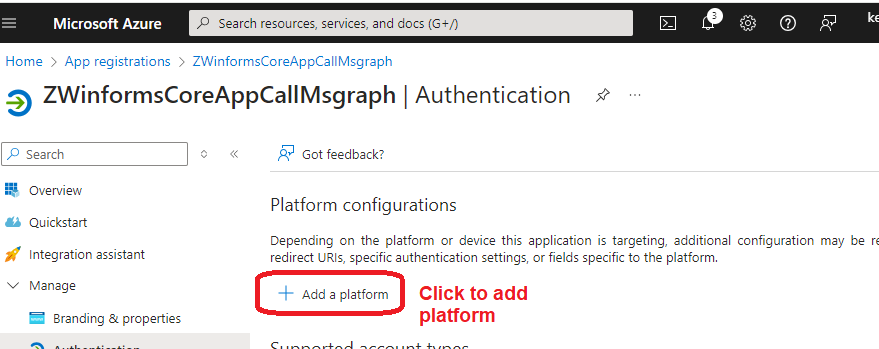 Microsoft Azure
Search resources, services, and docs (G+/)
3
ke
Home > App registrations > ZWinformsCoreAppCallMsgraph
ZWinformsCoreAppCallMsgraph | Authentication
Search
Got feedback?
Overview
Quickstart
Integration assistant
Manage
Branding & properties
Authentication
Platform configurations
Depending on the platform or device this application is targeting, additional configuration may be re
redirect URIs, specific authentication settings, or fields specific to the platform.
Add a platform
Click to add
platform
Supported account types